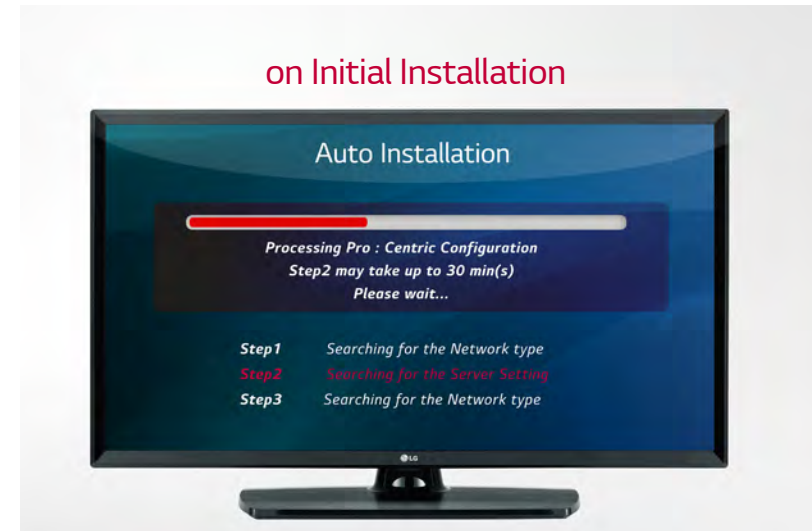 on Initial Installation
Auto Installation
Processing Pro : Centric Configuration
Step2 may take up to 30 min(s)
Please wait...
Step1 Searching for the Network type
Step2 Searching for the Server Setting
Step3 Searching for the Network type
LG